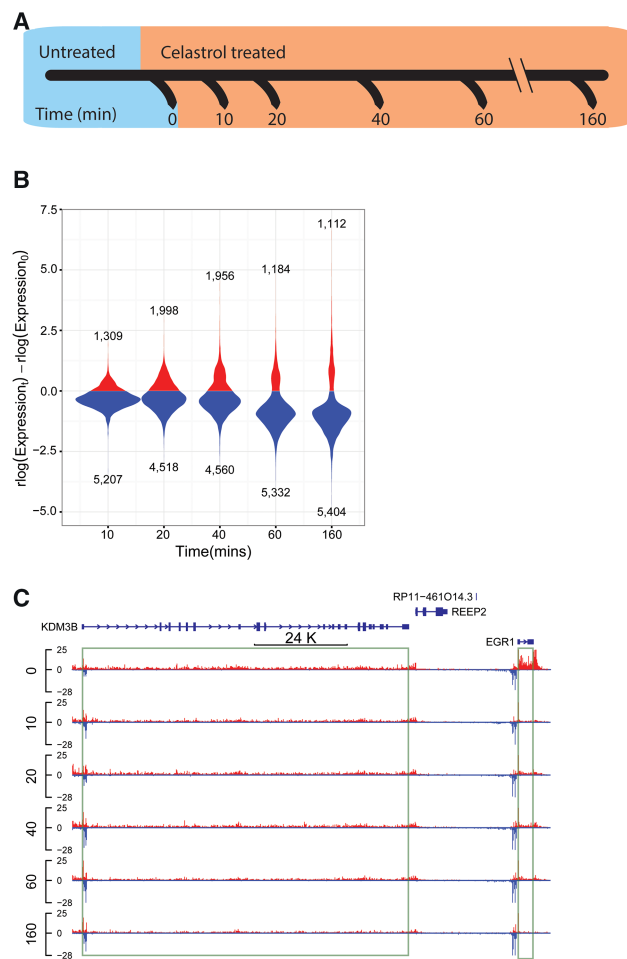 A
Untreated
Celastrol treated
Time (min)
0 10 20 40 60 160
B
rlog(Expressionₜ) − rlog(Expression₀)
7.5
5.0
2.5
0.0
−2.5
−5.0
1,309
1,998
1,956
1,184
1,112
5,207
4,518
4,560
5,332
5,404
10 20 40 60 160
Time(mins)
C
RP11−461O14.3
REEP2
KDM3B
24 K
EGR1
0
25
0
−28
10
25
0
−28
20
25
0
−28
40
25
0
−28
60
25
0
−28
160
25
0
−28